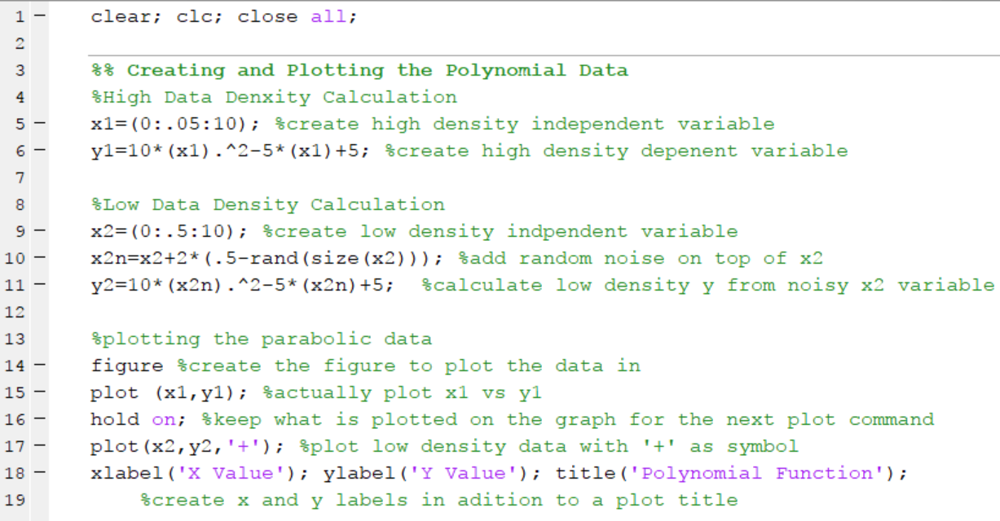 1 – clear; clc; close all;
2
3 %% Creating and Plotting the Polynomial Data
4 %High Data Denxity Calculation
5 – x1=(0:.05:10); %create high density independent variable
6 – y1=10*(x1).^2-5*(x1)+5; %create high density depenent variable
7
8 %Low Data Density Calculation
9 – x2=(0:.5:10); %create low density indpendent variable
10 – x2n=x2+2*(.5-rand(size(x2))); %add random noise on top of x2
11 – y2=10*(x2n).^2-5*(x2n)+5;  %calculate low density y from noisy x2 variable
12
13 %plotting the parabolic data
14 – figure %create the figure to plot the data in
15 – plot (x1,y1); %actually plot x1 vs y1
16 – hold on; %keep what is plotted on the graph for the next plot command
17 – plot(x2,y2,'+'); %plot low density data with '+' as symbol
18 – xlabel('X Value'); ylabel('Y Value'); title('Polynomial Function');
19     %create x and y labels in adition to a plot title